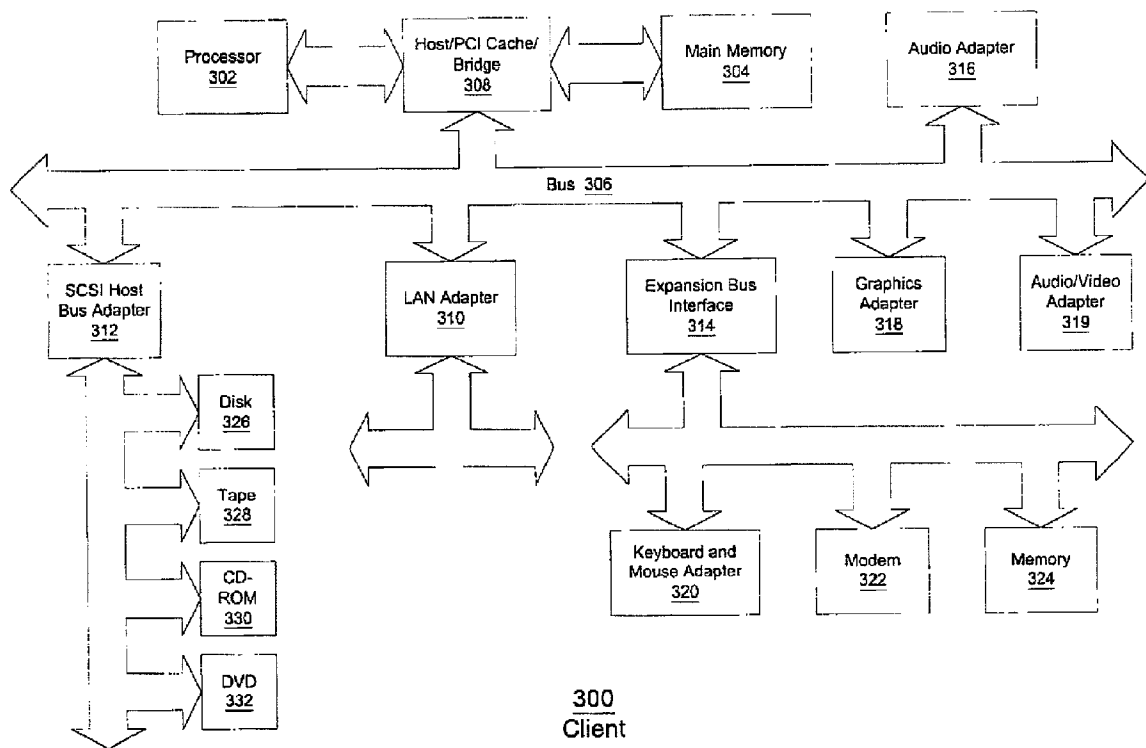 Processor
302
Host/PCI Cache/
Bridge
308
Main Memory
304
Audio Adapter
316
Bus 306
SCSI Host
Bus Adapter
312
LAN Adapter
310
Expansion Bus
Interface
314
Graphics
Adapter
318
Audio/Video
Adapter
319
Disk
326
Tape
328
CD-
ROM
330
DVD
332
Keyboard and
Mouse Adapter
320
Modem
322
Memory
324
300
Client